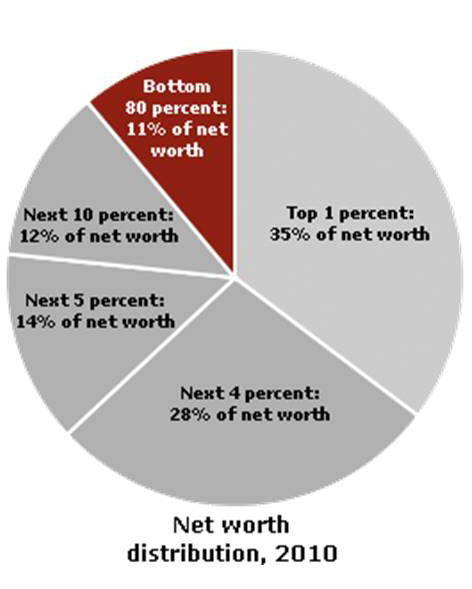 Bottom
80 percent:
11% of net
worth
Top 1 percent:
35% of net worth
Next 10 percent:
12% of net worth
Next 5 percent:
14% of net worth
Next 4 percent:
28% of net worth
Net worth
distribution, 2010